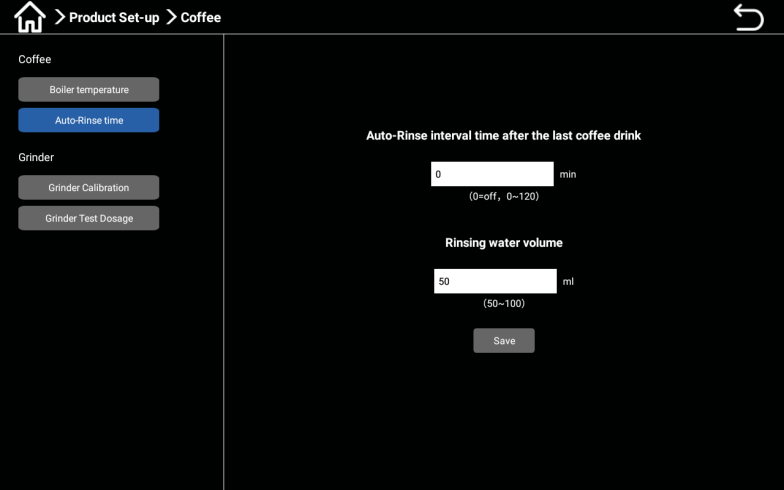 Product Set-up
Coffee
Coffee
Boiler temperature
Auto-Rinse time
Grinder
Grinder Calibration
Grinder Test Dosage
Auto-Rinse interval time after the last coffee drink
0 min
(0=off, 0~120)
Rinsing water volume
50 ml
(50~100)
Save